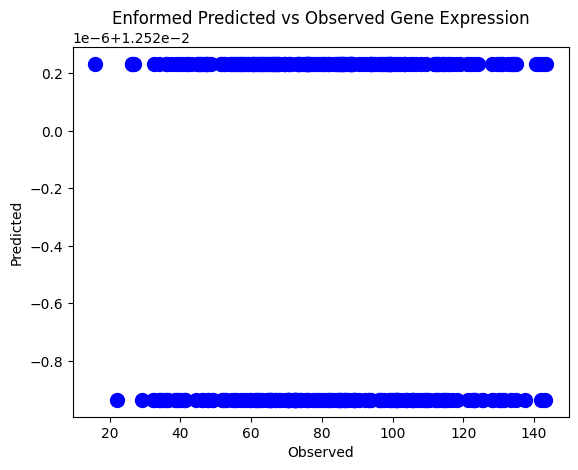 Enformed Predicted vs Observed Gene Expression
1e−6+1.252e−2
0.2
0.0
−0.2
−0.4
−0.6
−0.8
Predicted
20 40 60 80 100 120 140
Observed